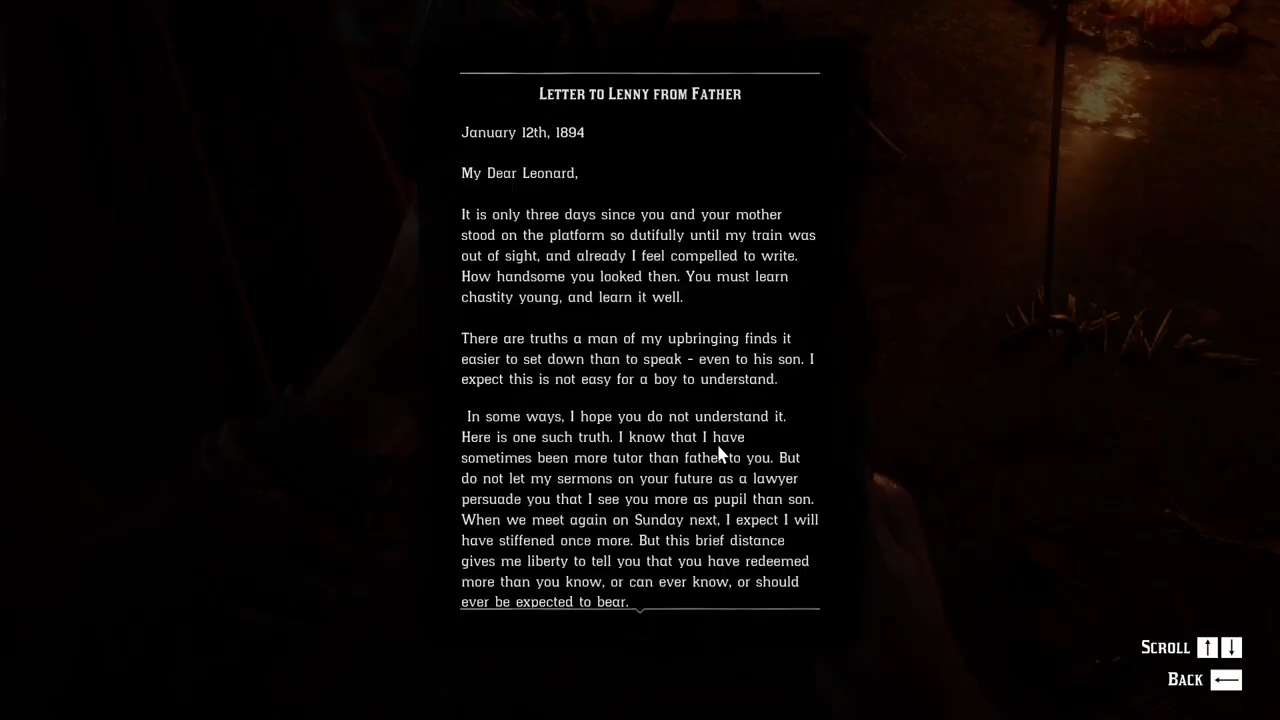 Letter to Lenny from Father
January 12th, 1894
My Dear Leonard,
It is only three days since you and your mother
stood on the platform so dutifully until my train was
out of sight, and already I feel compelled to write.
How handsome you looked then. You must learn
chastity young, and learn it well.
There are truths a man of my upbringing finds it
easier to set down than to speak - even to his son. I
expect this is not easy for a boy to understand.
In some ways, I hope you do not understand it.
Here is one such truth. I know that I have
sometimes been more tutor than father to you. But
do not let my sermons on your future as a lawyer
persuade you that I see you more as pupil than son.
When we meet again on Sunday next, I expect I will
have stiffened once more. But this brief distance
gives me liberty to tell you that you have redeemed
more than you know, or can ever know, or should
ever be expected to bear.
Scroll ↑ ↓
Back ←